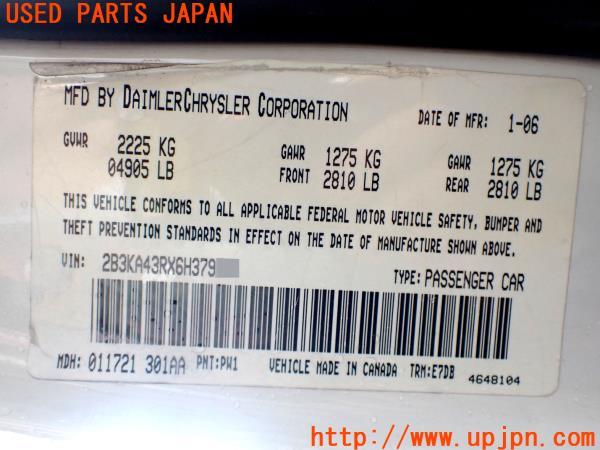 USED PARTS JAPAN
MFD BY DAIMLERCHRYSLER CORPORATION
DATE OF MFR: 1-06
GVWR 2225 KG 04905 LB
GAWR FRONT 1275 KG 2810 LB
GAWR REAR 1275 KG 2810 LB
THIS VEHICLE CONFORMS TO ALL APPLICABLE FEDERAL MOTOR VEHICLE SAFETY, BUMPER AND
THEFT PREVENTION STANDARDS IN EFFECT ON THE DATE OF MANUFACTURE SHOWN ABOVE.
VIN: 2B3KA43RX6H379
TYPE: PASSENGER CAR
MDH: 011721 301AA PNT:PW1 VEHICLE MADE IN CANADA TRM:E7DB
4648104
http://www.upjpn.com/